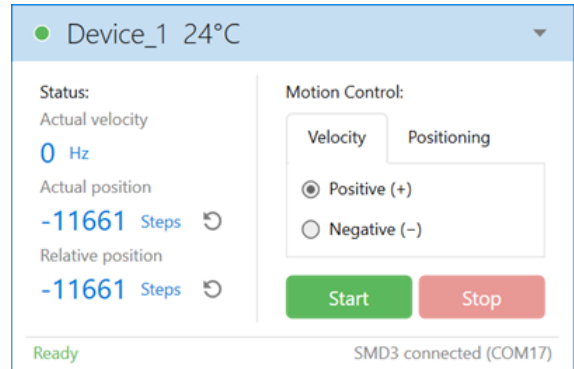 Device_1 24°C
Status:
Actual velocity
0 Hz
Actual position
-11661 Steps
Relative position
-11661 Steps
Motion Control:
Velocity Positioning
Positive (+)
Negative (−)
Start Stop
Ready SMD3 connected (COM17)